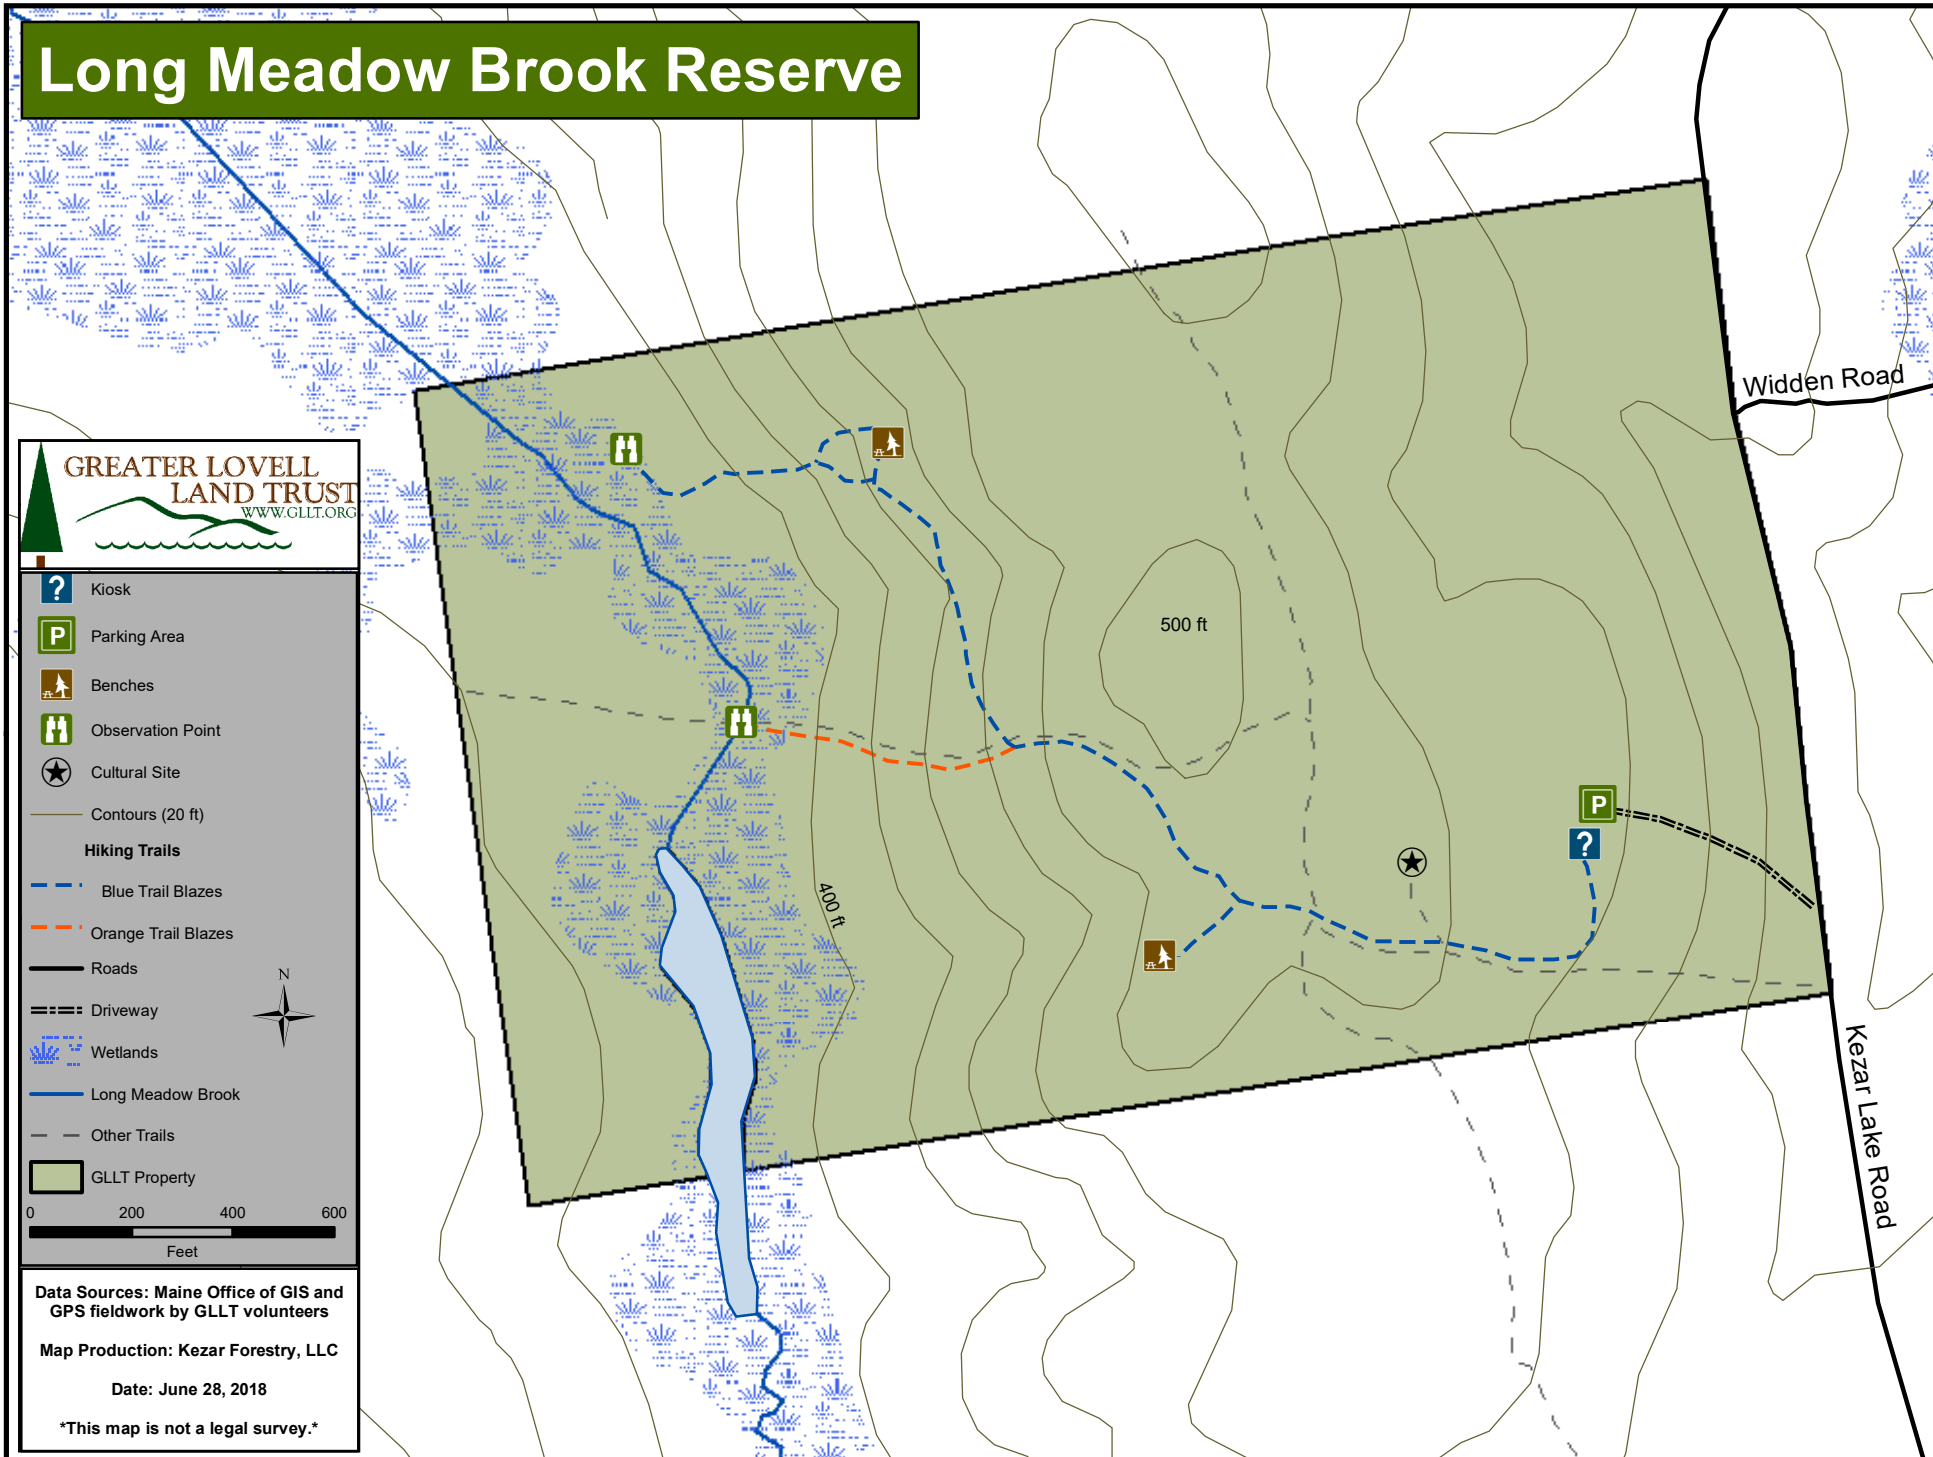 Long Meadow Brook Reserve
Widden Road
GREATER LOVELL
LAND TRUST
WWW.GLLT.ORG
? Kiosk
P Parking Area
Benches
Observation Point
Cultural Site
Contours (20 ft)
Hiking Trails
Blue Trail Blazes
Orange Trail Blazes
Roads
N
Driveway
Wetlands
Long Meadow Brook
Other Trails
GLLT Property
0 200 400 600
Feet
Data Sources: Maine Office of GIS and
GPS fieldwork by GLLT volunteers
Map Production: Kezar Forestry, LLC
Date: June 28, 2018
*This map is not a legal survey.*
500 ft
400 ft
P
?
Kezar Lake Road